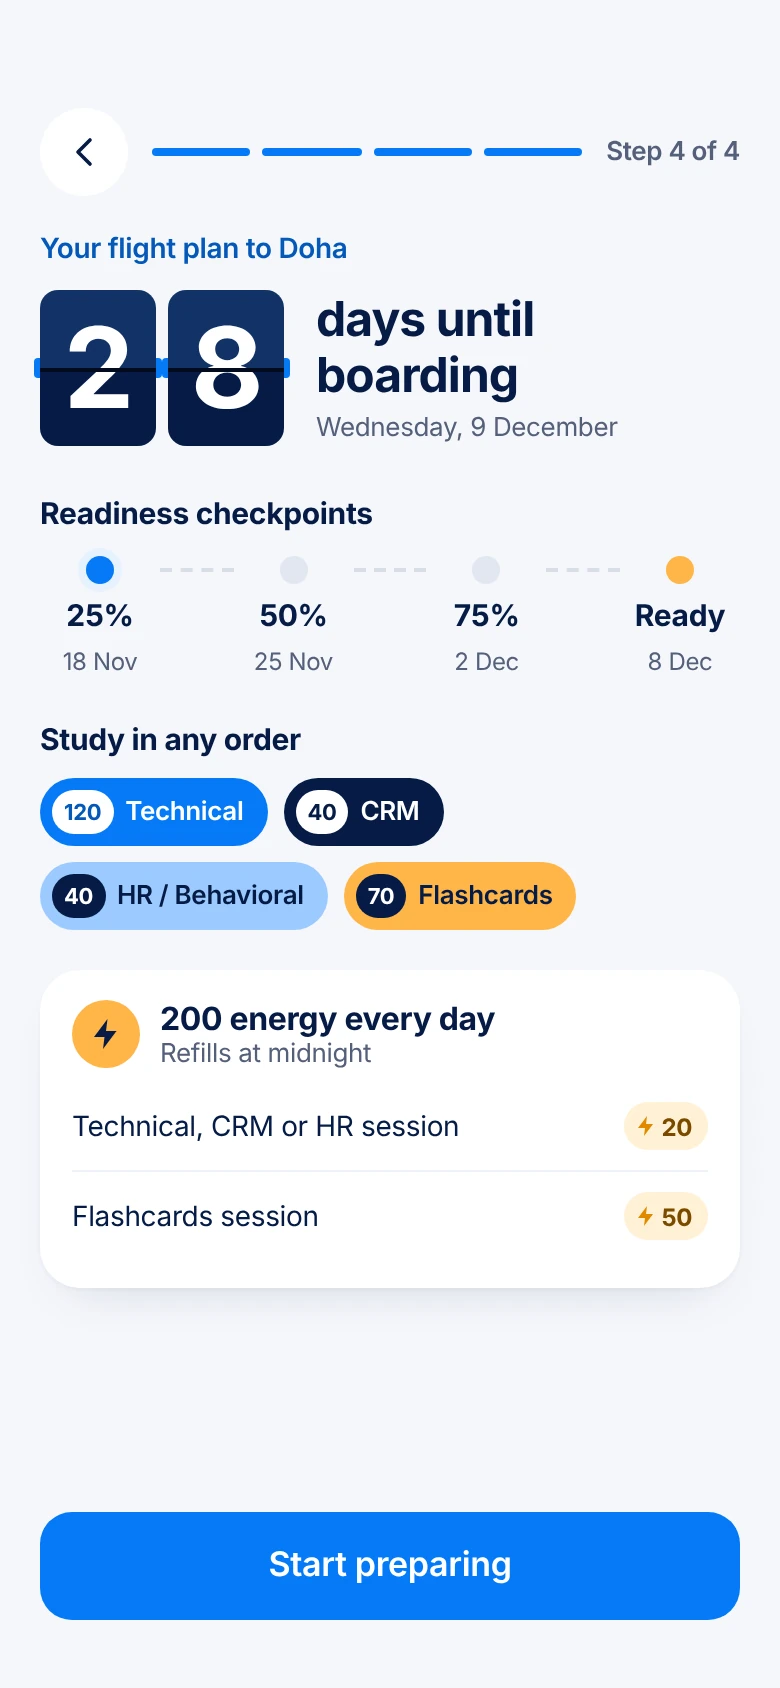 Step 4 of 4
Your flight plan to Doha
28
days until
boarding
Wednesday, 9 December
Readiness checkpoints
25% 50% 75% Ready
18 Nov 25 Nov 2 Dec 8 Dec
Study in any order
120 Technical 40 CRM
40 HR / Behavioral 70 Flashcards
200 energy every day
Refills at midnight
Technical, CRM or HR session 20
Flashcards session 50
Start preparing